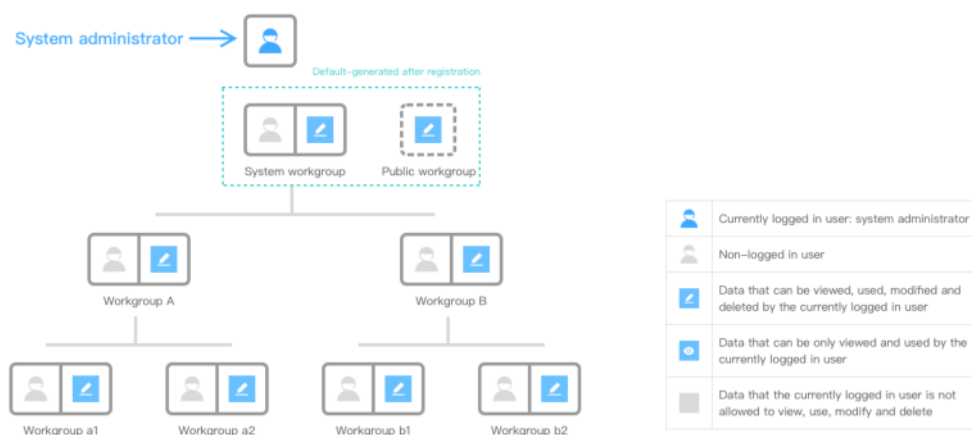 System administrator
Default-generated after registration
System workgroup
Public workgroup
Workgroup A
Workgroup B
Workgroup a1
Workgroup a2
Workgroup b1
Workgroup b2
Currently logged in user: system administrator
Non-logged in user
Data that can be viewed, used, modified and
deleted by the currently logged in user
Data that can be only viewed and used by the
currently logged in user
Data that the currently logged in user is not
allowed to view, use, modify and delete